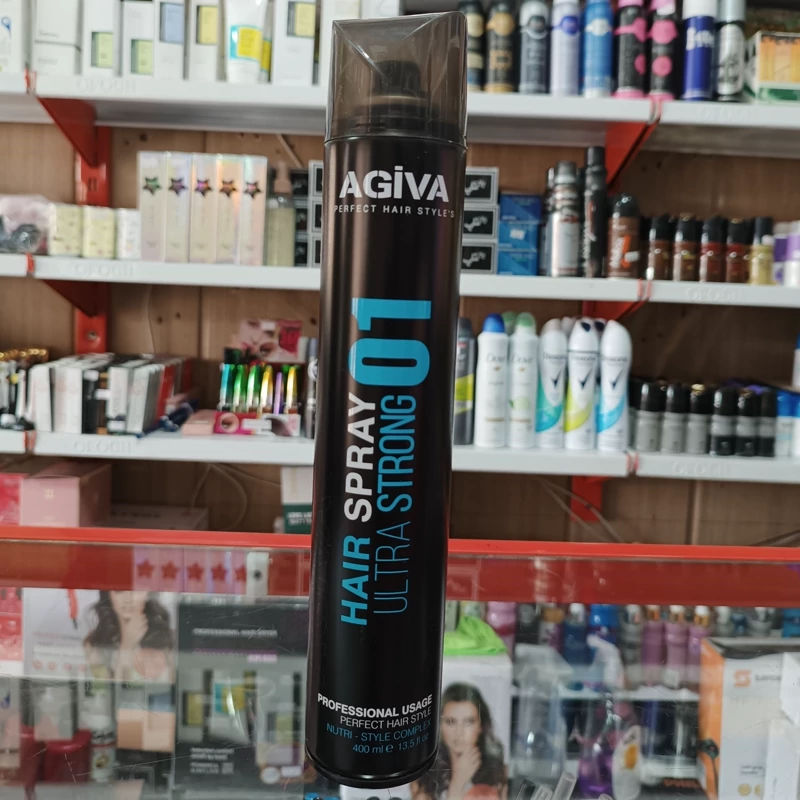 AGiVA
PERFECT HAIR STYLE'S
HAIR SPRAY 01
ULTRA STRONG
PROFESSIONAL USAGE
PERFECT HAIR STYLE
NUTRI - STYLE COMPLEX
400 ml e 13.5 fl oz
Dove